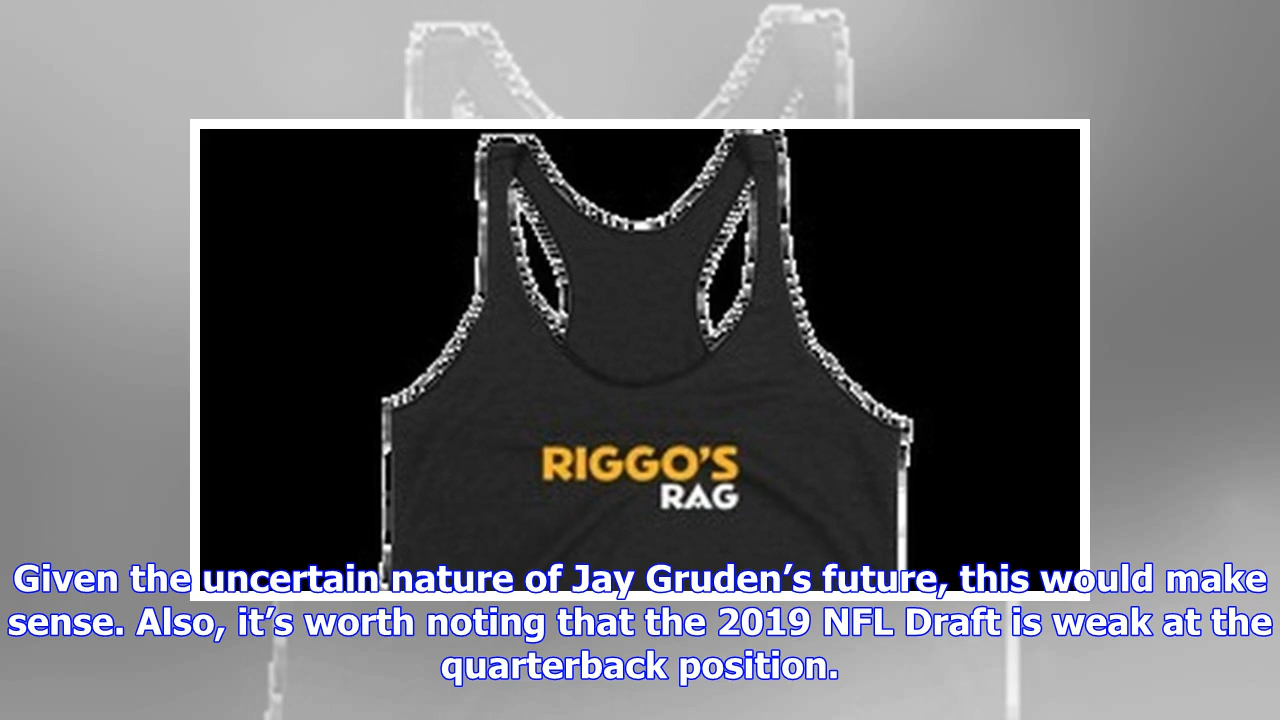 RIGGO’S
RAG
Given the uncertain nature of Jay Gruden’s future, this would make
sense. Also, it’s worth noting that the 2019 NFL Draft is weak at the
quarterback position.